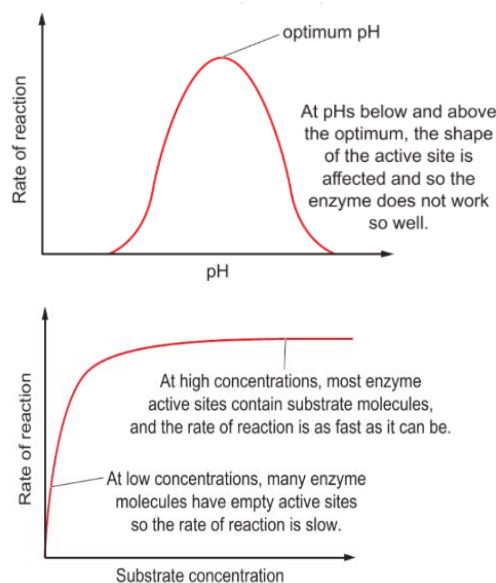 optimum pH
Rate of reaction
At pHs below and above
the optimum, the shape
of the active site is
affected and so the
enzyme does not work
so well.
pH
Rate of reaction
At high concentrations, most enzyme
active sites contain substrate molecules,
and the rate of reaction is as fast as it can be.
At low concentrations, many enzyme
molecules have empty active sites
so the rate of reaction is slow.
Substrate concentration